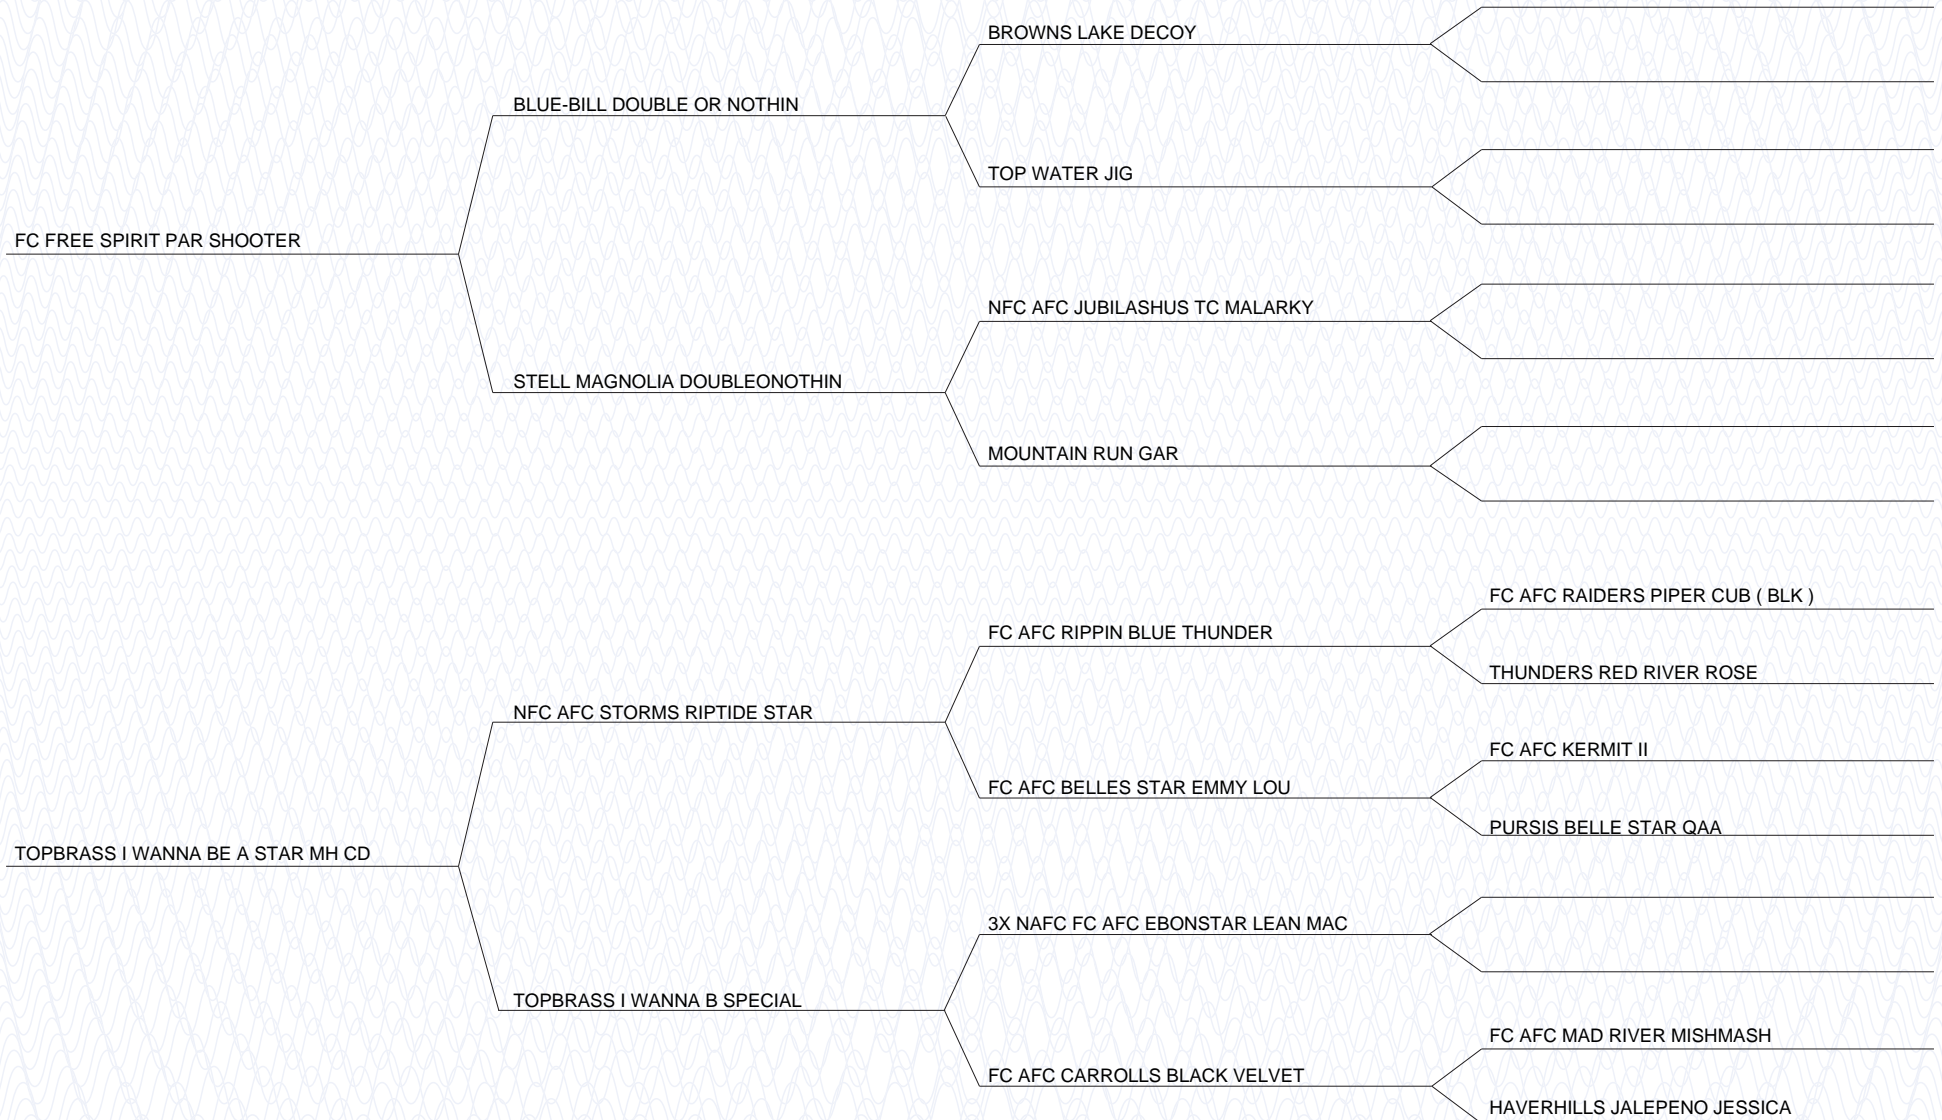 BROWNS LAKE DECOY
BLUE-BILL DOUBLE OR NOTHIN
TOP WATER JIG
FC FREE SPIRIT PAR SHOOTER
NFC AFC JUBILASHUS TC MALARKY
STELL MAGNOLIA DOUBLEONOTHIN
MOUNTAIN RUN GAR
FC AFC RAIDERS PIPER CUB ( BLK )
FC AFC RIPPIN BLUE THUNDER
THUNDERS RED RIVER ROSE
NFC AFC STORMS RIPTIDE STAR
FC AFC KERMIT II
FC AFC BELLES STAR EMMY LOU
PURSIS BELLE STAR QAA
TOPBRASS I WANNA BE A STAR MH CD
3X NAFC FC AFC EBONSTAR LEAN MAC
TOPBRASS I WANNA B SPECIAL
FC AFC MAD RIVER MISHMASH
FC AFC CARROLLS BLACK VELVET
HAVERHILLS JALEPENO JESSICA